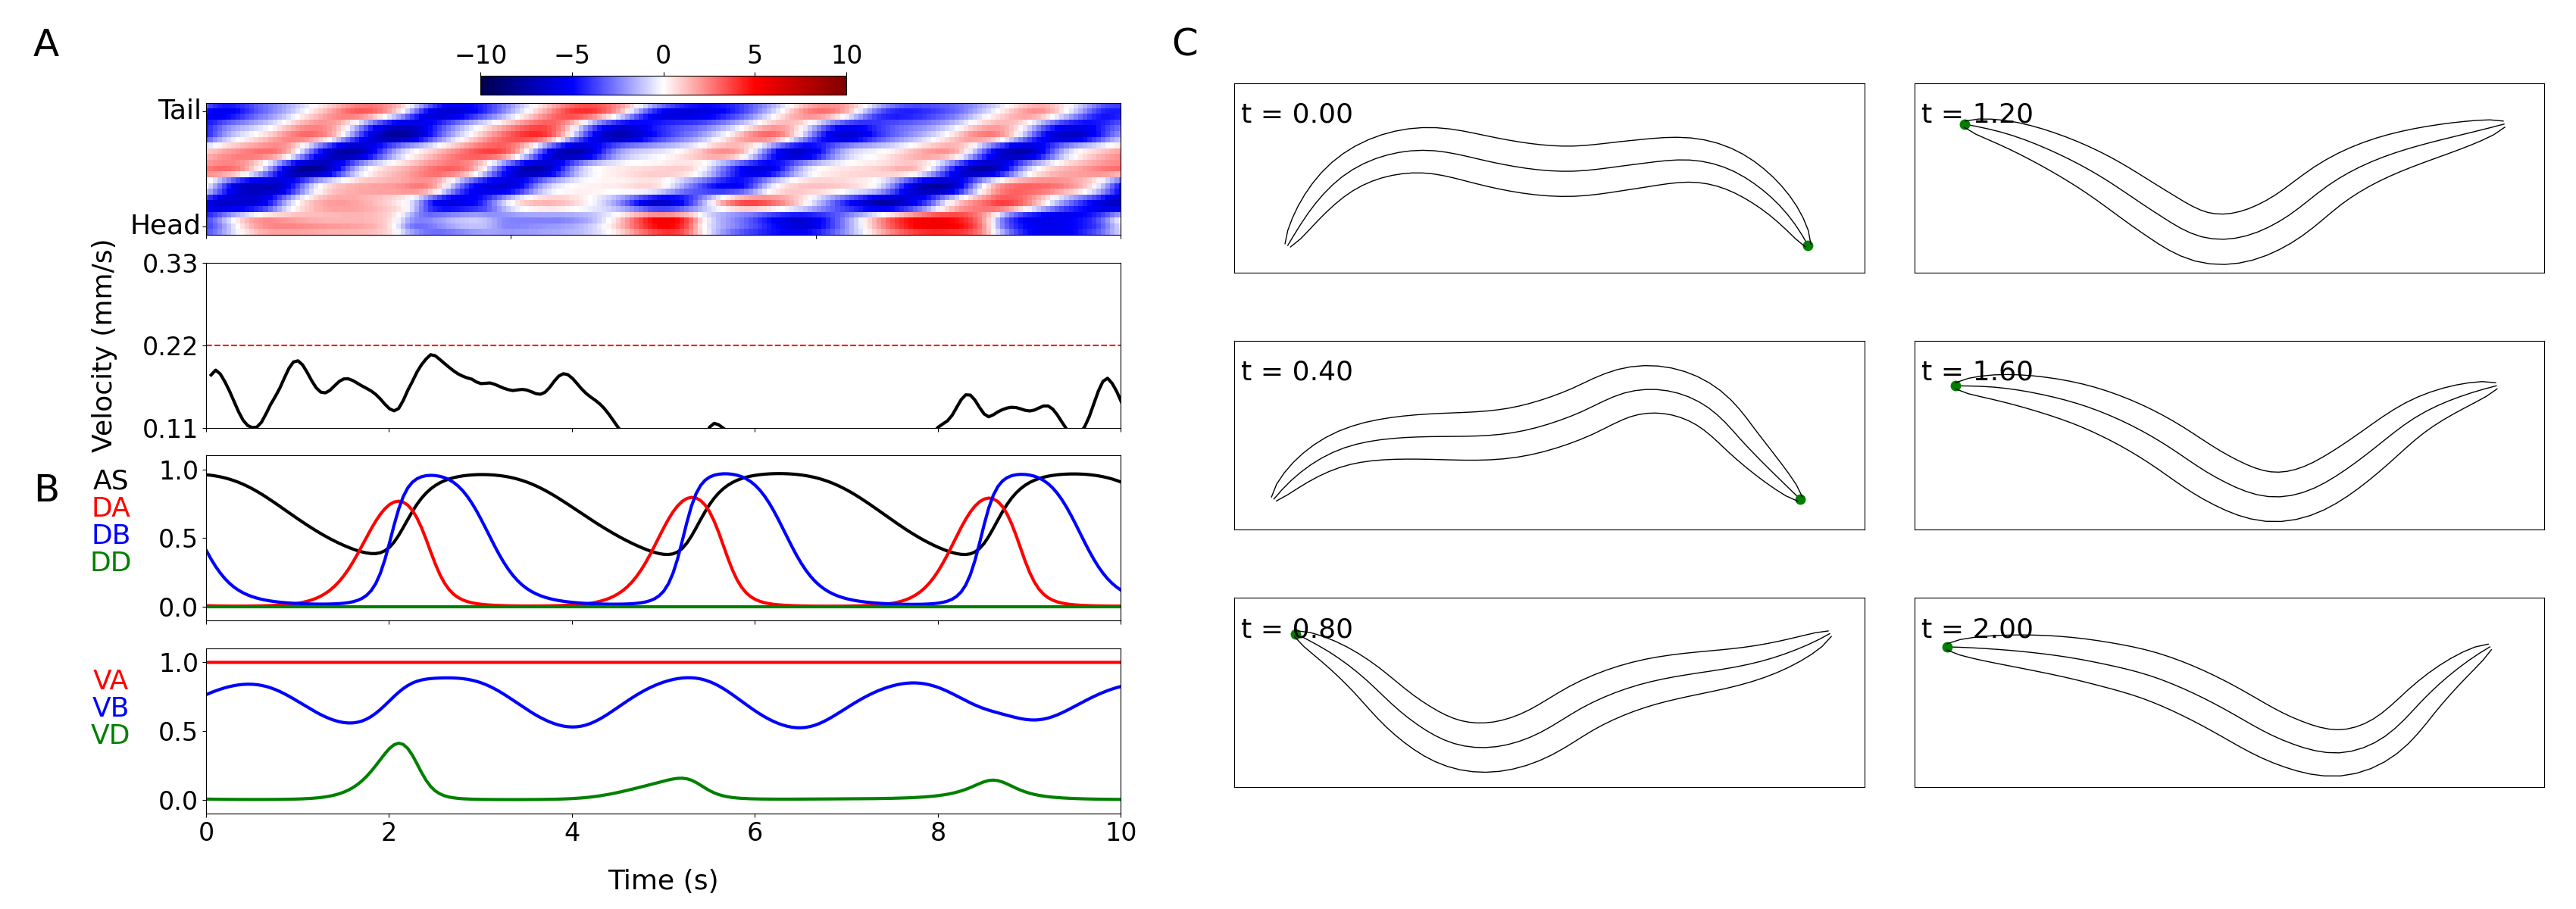 A
−10 −5 0 5 10
Tail
Head
Velocity (mm/s)
0.33
0.22
0.11
B
AS
DA
DB
DD
1.0
0.5
0.0
VA
VB
VD
1.0
0.5
0.0
0 2 4 6 8 10
Time (s)
C
t = 0.00
t = 1.20
t = 0.40
t = 1.60
t = 0.80
t = 2.00